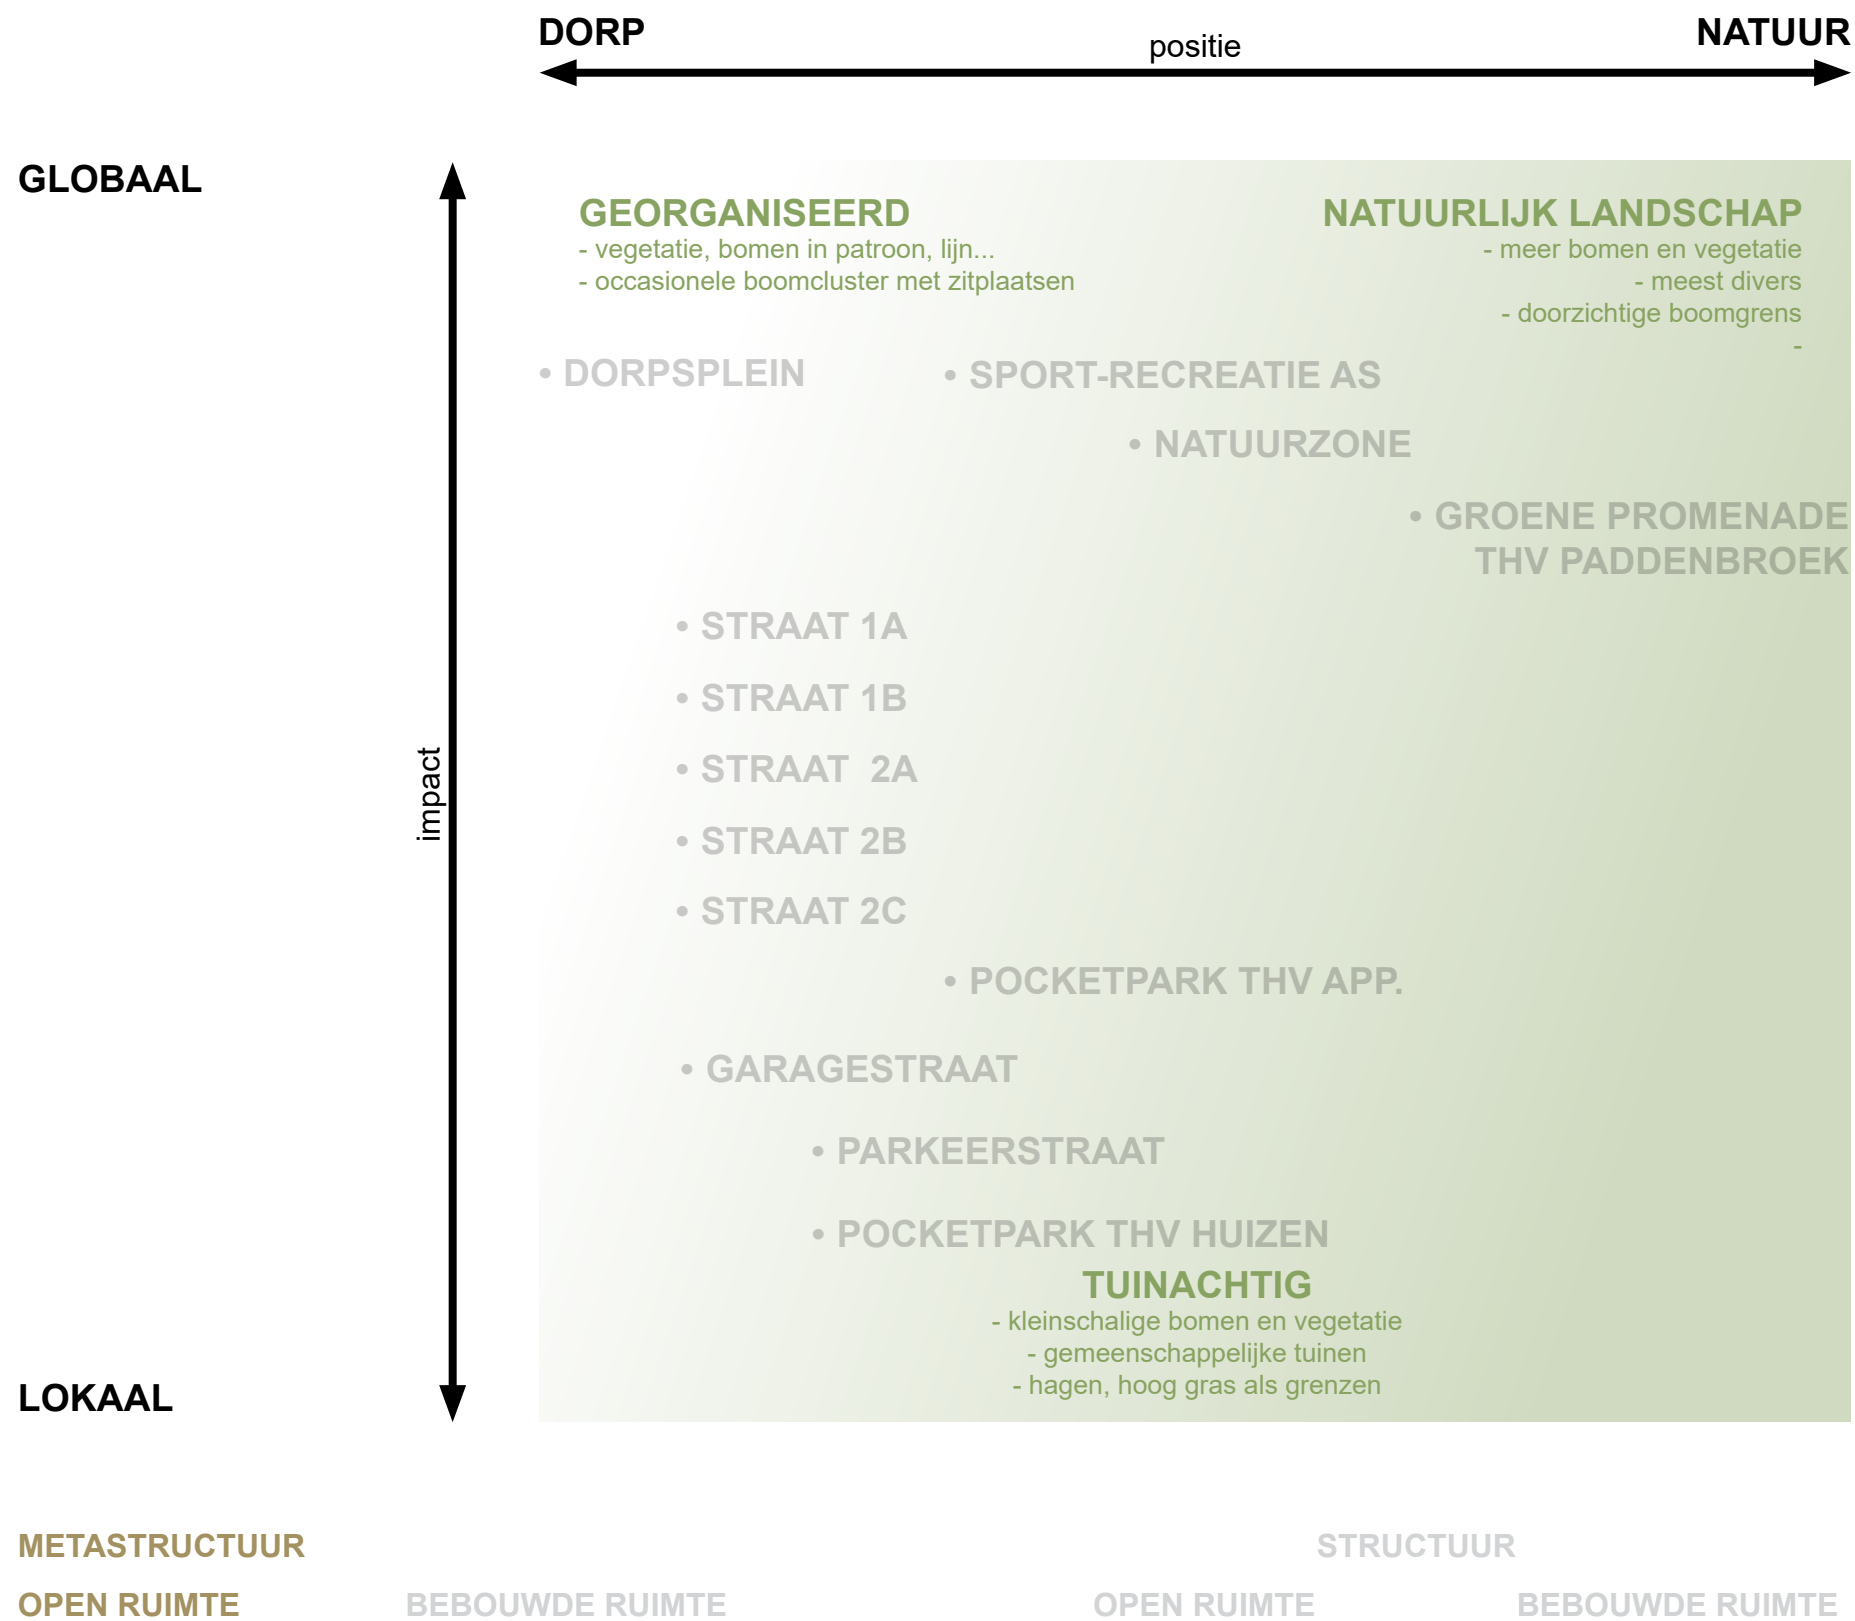 DORP
positie
NATUUR
GLOBAAL
GEORGANISEERD
- vegetatie, bomen in patroon, lijn...
- occasionele boomcluster met zitplaatsen
NATUURLIJK LANDSCHAP
- meer bomen en vegetatie
- meest divers
- doorzichtige boomgrens
-
• DORPSPLEIN
• SPORT-RECREATIE AS
• NATUURZONE
• GROENE PROMENADE
THV PADDENBROEK
• STRAAT 1A
• STRAAT 1B
• STRAAT  2A
• STRAAT 2B
• STRAAT 2C
impact
• POCKETPARK THV APP.
• GARAGESTRAAT
• PARKEERSTRAAT
• POCKETPARK THV HUIZEN
TUINACHTIG
- kleinschalige bomen en vegetatie
- gemeenschappelijke tuinen
- hagen, hoog gras als grenzen
LOKAAL
METASTRUCTUUR
STRUCTUUR
OPEN RUIMTE
BEBOUWDE RUIMTE
OPEN RUIMTE
BEBOUWDE RUIMTE